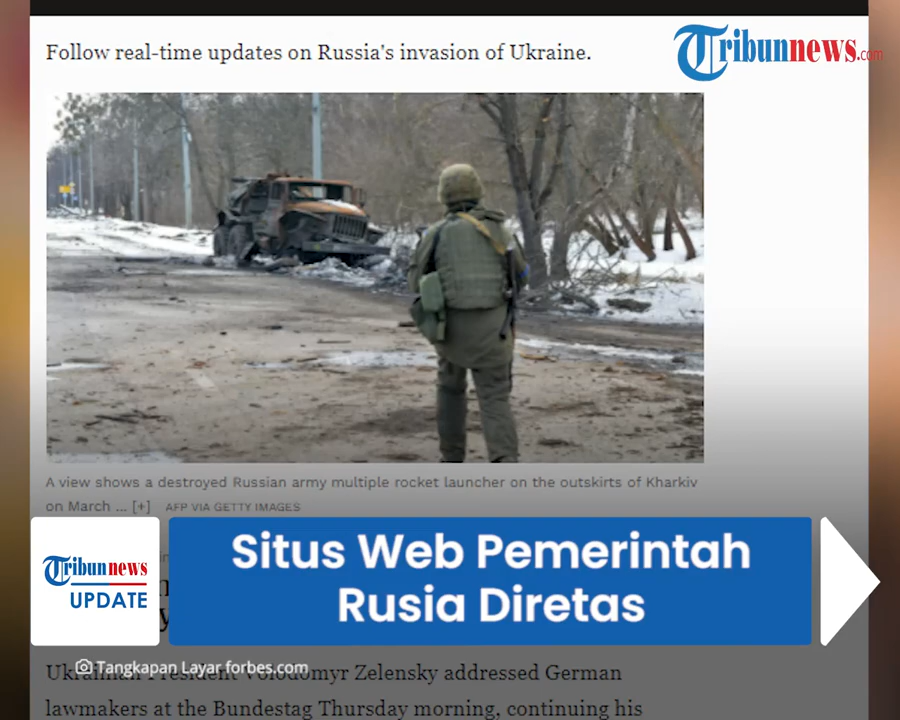 Follow real-time updates on Russia's invasion of Ukraine.
Tribunnews.com
A view shows a destroyed Russian army multiple rocket launcher on the outskirts of Kharkiv
on March ... [+] AFP VIA GETTY IMAGES
Tribunnews
UPDATE
Situs Web Pemerintah
Rusia Diretas
Tangkapan Layar forbes.com
Ukrainian President Volodomyr Zelensky addressed German
lawmakers at the Bundestag Thursday morning, continuing his